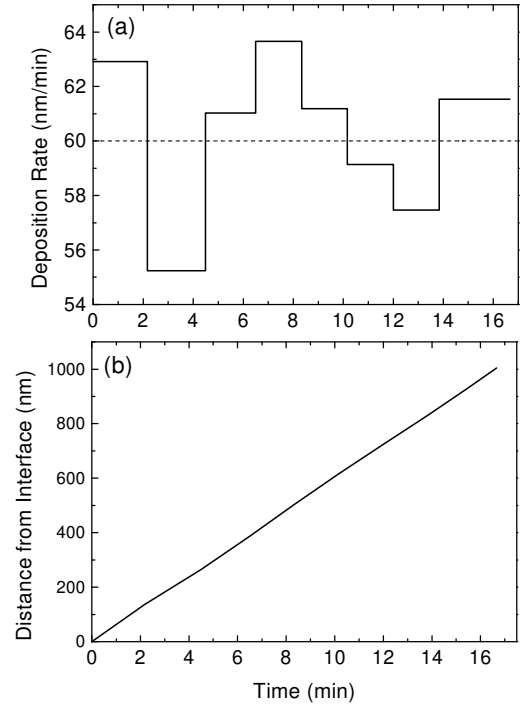 (a)
Deposition Rate (nm/min)
64
62
60
58
56
54
0 2 4 6 8 10 12 14 16
(b)
Distance from Interface (nm)
1000
800
600
400
200
0
0 2 4 6 8 10 12 14 16
Time (min)